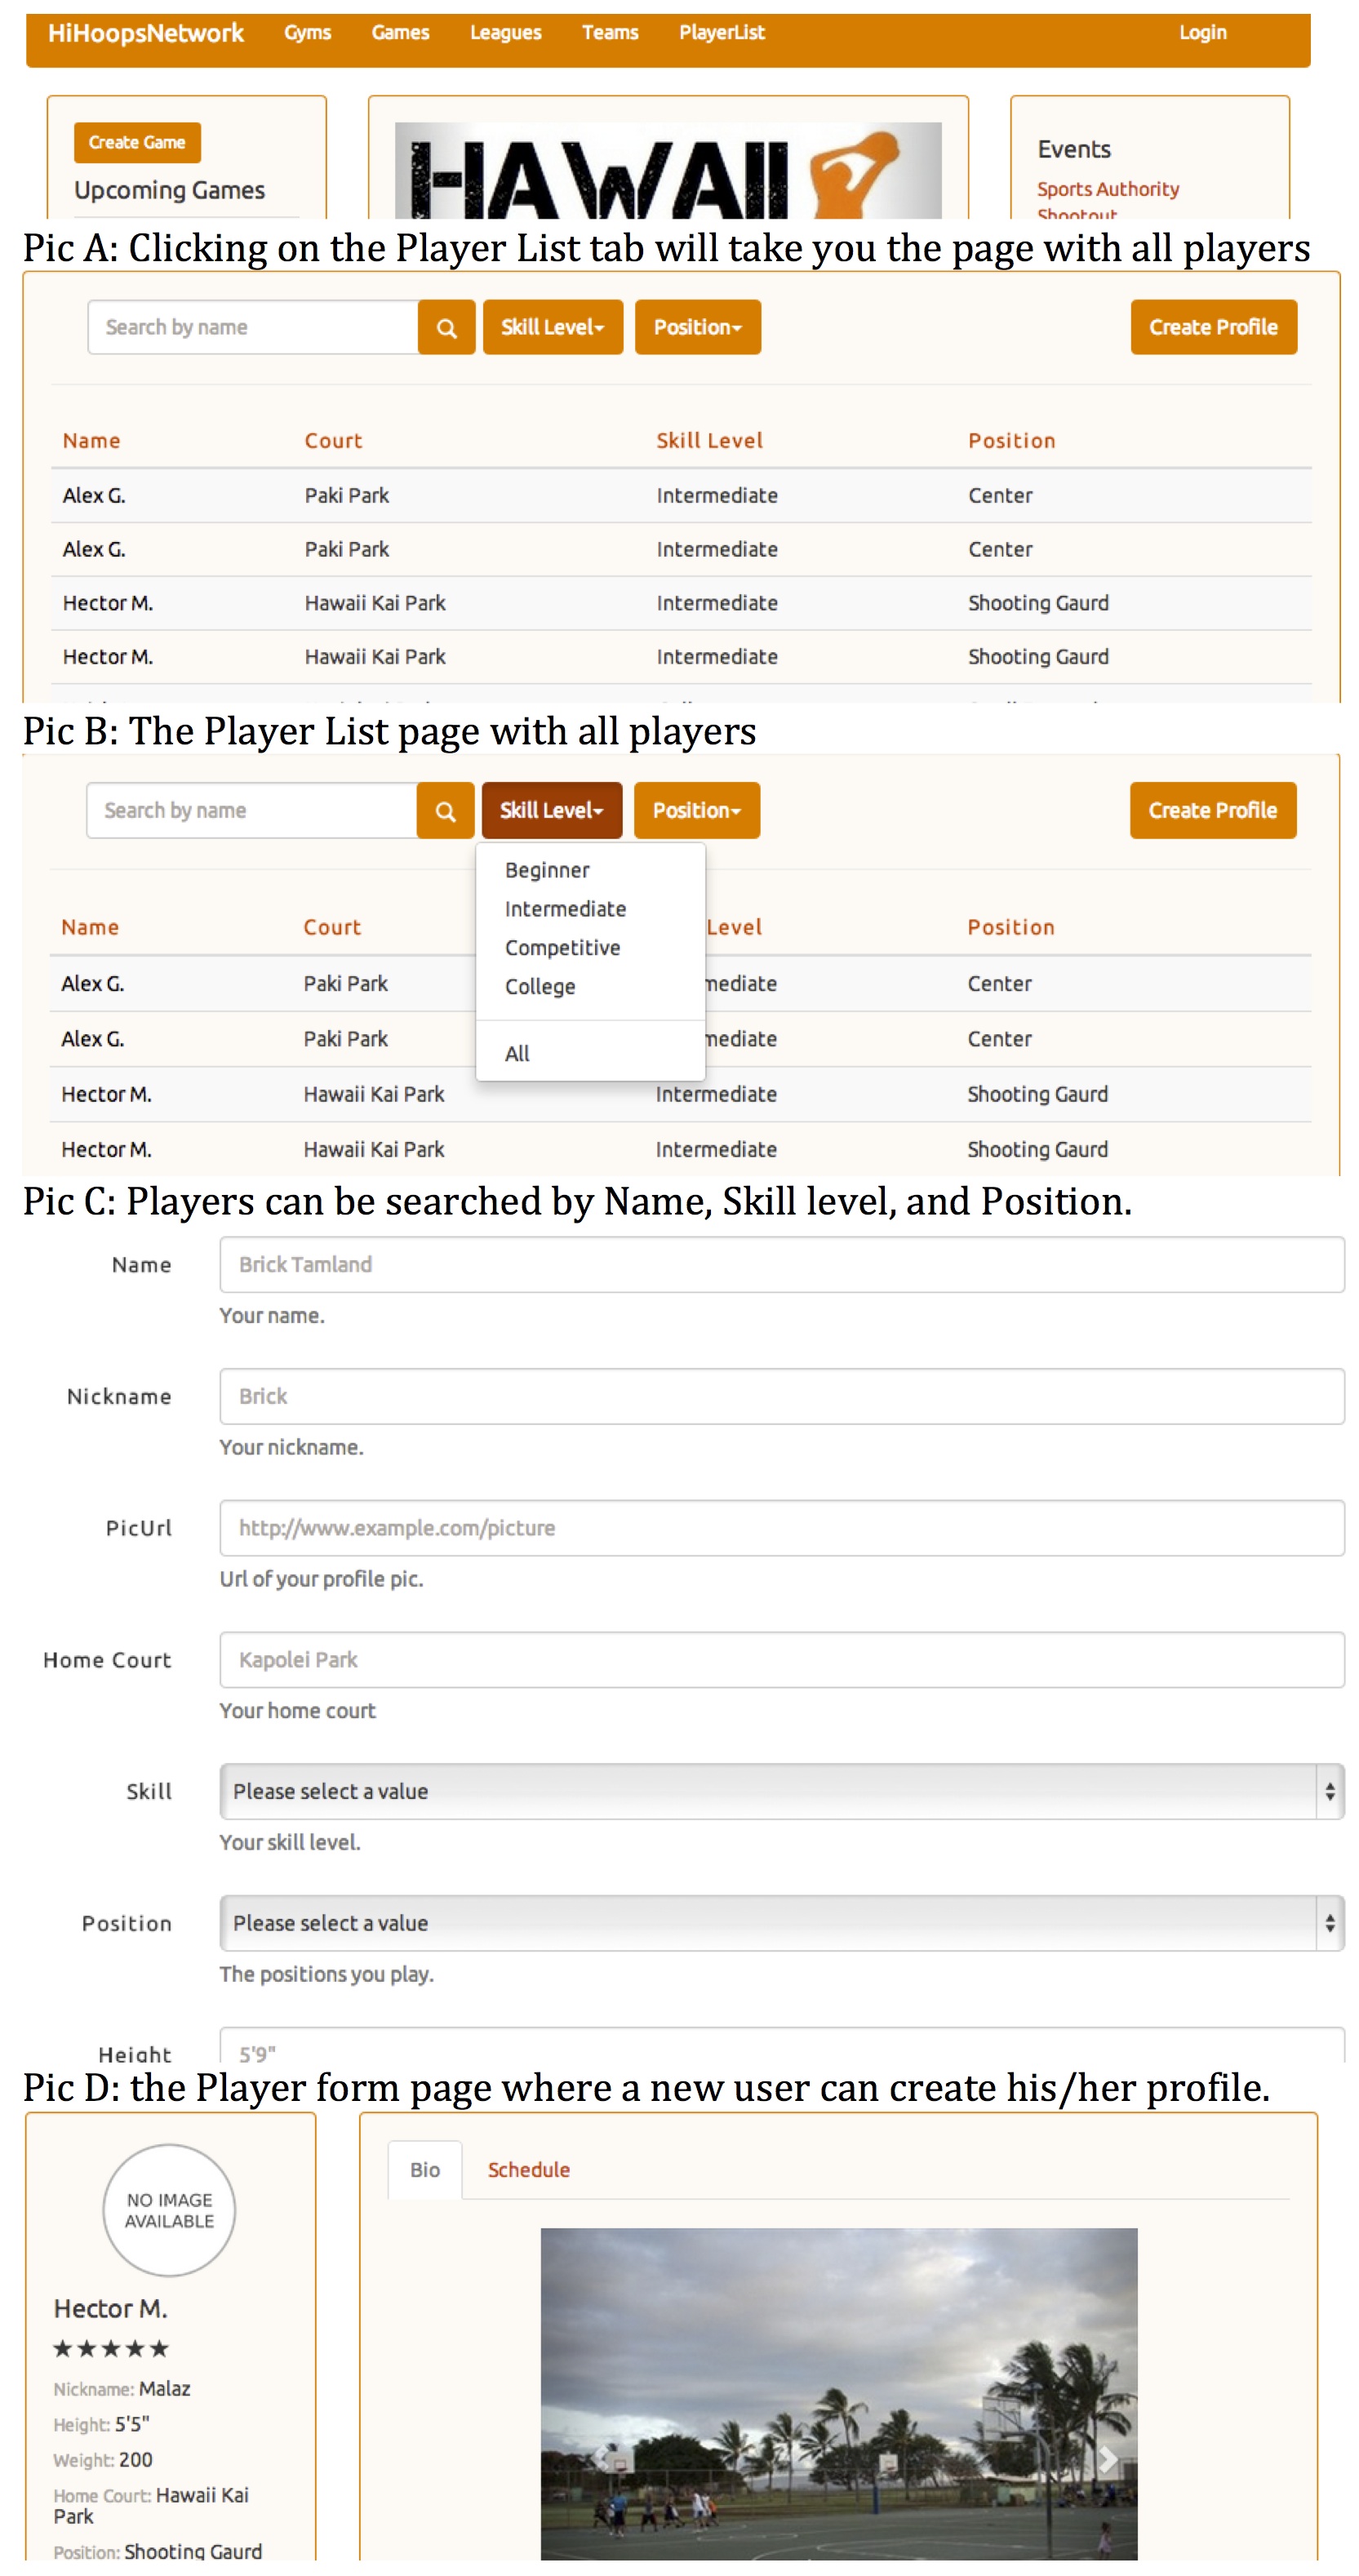 HiHoopsNetwork Gyms Games Leagues Teams PlayerList Login
Create Game
Upcoming Games
HAWAII
Events
Sports Authority
Shootout
Pic A: Clicking on the Player List tab will take you the page with all players
Search by name Skill Level Position Create Profile
Name Court Skill Level Position
Alex G. Paki Park Intermediate Center
Alex G. Paki Park Intermediate Center
Hector M. Hawaii Kai Park Intermediate Shooting Gaurd
Hector M. Hawaii Kai Park Intermediate Shooting Gaurd
Pic B: The Player List page with all players
Search by name Skill Level Position Create Profile
Beginner
Intermediate
Competitive
College
All
Name Court Level Position
Alex G. Paki Park mediate Center
Alex G. Paki Park mediate Center
Hector M. Hawaii Kai Park Intermediate Shooting Gaurd
Hector M. Hawaii Kai Park Intermediate Shooting Gaurd
Pic C: Players can be searched by Name, Skill level, and Position.
Name Brick Tamland
Your name.
Nickname Brick
Your nickname.
PicUrl http://www.example.com/picture
Url of your profile pic.
Home Court Kapolei Park
Your home court
Skill Please select a value
Your skill level.
Position Please select a value
The positions you play.
Height 5'9"
Pic D: the Player form page where a new user can create his/her profile.
NO IMAGE
AVAILABLE
Hector M.
★★★★★
Nickname: Malaz
Height: 5'5"
Weight: 200
Home Court: Hawaii Kai
Park
Position: Shooting Gaurd
Bio Schedule